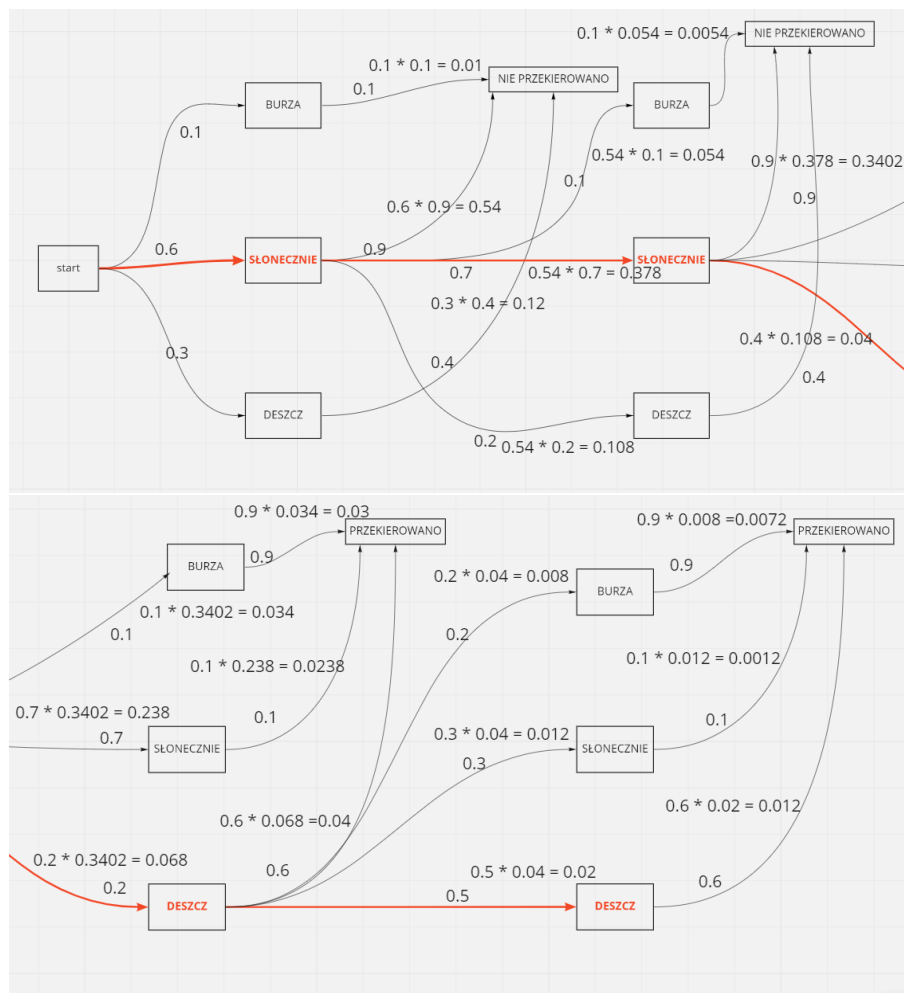 0.1 * 0.054 = 0.0054
NIE PRZEKIEROWANO
0.1 * 0.1 = 0.01
NIE PRZEKIEROWANO
BURZA
0.1
BURZA
0.1
0.54 * 0.1 = 0.054
0.9 * 0.378 = 0.3402
0.1
0.9
0.6 * 0.9 = 0.54
0.6
SŁONECZNIE
0.9
SŁONECZNIE
start
0.7
0.54 * 0.7 = 0.378
0.3 * 0.4 = 0.12
0.4 * 0.108 = 0.04
0.3
0.4
0.4
DESZCZ
DESZCZ
0.2
0.54 * 0.2 = 0.108
0.9 * 0.034 = 0.03
0.9 * 0.008 =0.0072
PRZEKIEROWANO
PRZEKIEROWANO
BURZA
0.9
0.9
0.2 * 0.04 = 0.008
BURZA
0.1 * 0.3402 = 0.034
0.1
0.2
0.1 * 0.238 = 0.0238
0.1 * 0.012 = 0.0012
0.7 * 0.3402 = 0.238
0.1
0.1
0.7
0.3 * 0.04 = 0.012
SŁONECZNIE
SŁONECZNIE
0.3
0.6 * 0.02 = 0.012
0.6 * 0.068 =0.04
0.2 * 0.3402 = 0.068
0.6
0.5 * 0.04 = 0.02
0.6
0.2
0.5
DESZCZ
DESZCZ